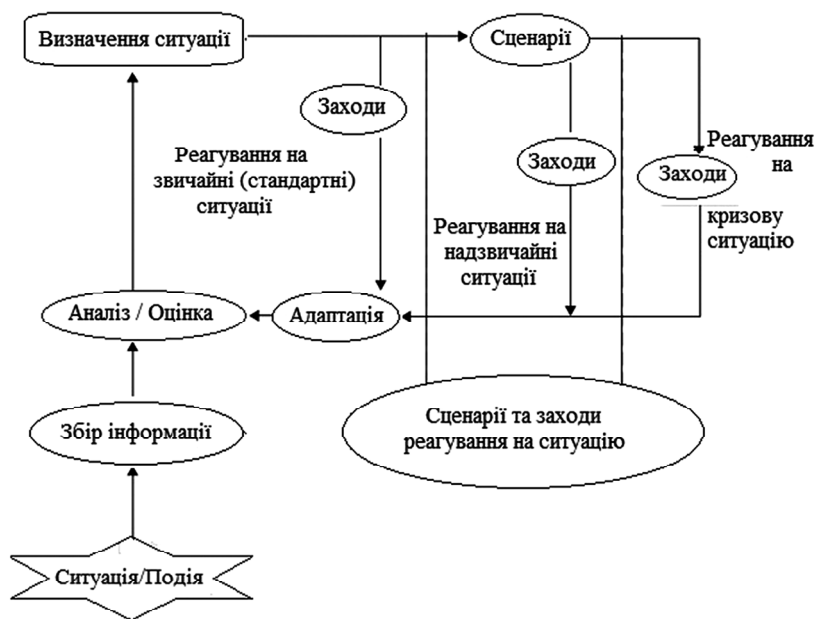 Визначення ситуації
Сценарії
Заходи
Реагування на
звичайні (стандартні)
ситуації
Заходи
Реагування на
надзвичайні
ситуації
Реагування
на
Заходи
кризову
ситуацію
Аналіз / Оцінка
Адаптація
Збір інформації
Сценарії та заходи
реагування на ситуацію
Ситуація/Подія